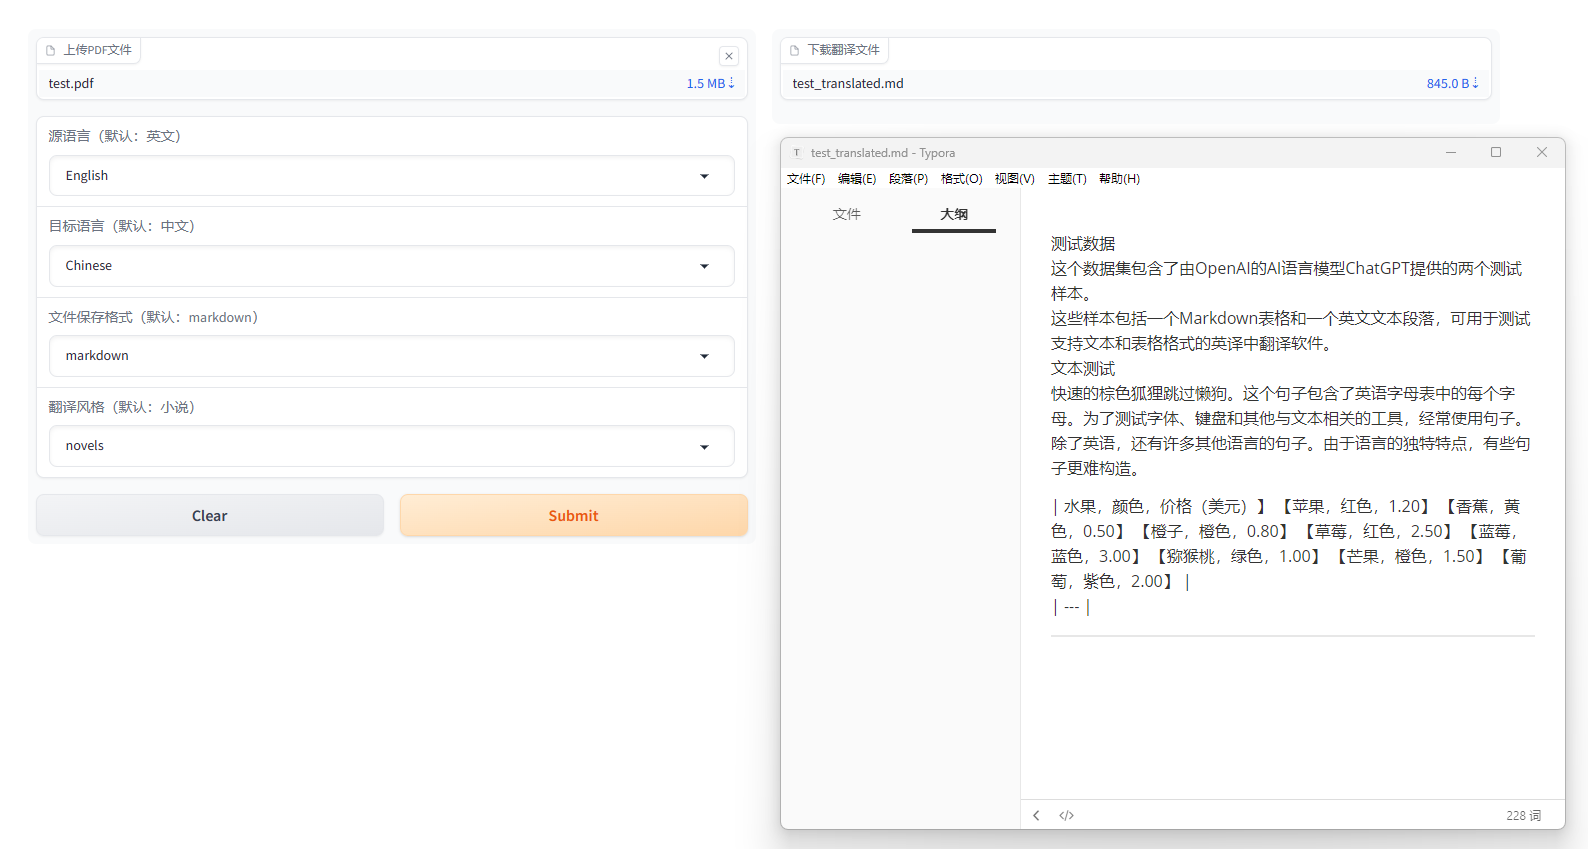 上传PDF文件
test.pdf
1.5 MB ⇣
源语言（默认：英文）
English
目标语言（默认：中文）
Chinese
文件保存格式（默认：markdown）
markdown
翻译风格（默认：小说）
novels
Clear
Submit
下载翻译文件
test_translated.md
845.0 B ⇣
test_translated.md - Typora
文件(F) 编辑(E) 段落(P) 格式(O) 视图(V) 主题(T) 帮助(H)
文件
大纲
测试数据
这个数据集包含了由OpenAI的AI语言模型ChatGPT提供的两个测试
样本。
这些样本包括一个Markdown表格和一个英文文本段落，可用于测试
支持文本和表格格式的英译中翻译软件。
文本测试
快速的棕色狐狸跳过懒狗。这个句子包含了英语字母表中的每个字
母。为了测试字体、键盘和其他与文本相关的工具，经常使用句子。
除了英语，还有许多其他语言的句子。由于语言的独特特点，有些句
子更难构造。
| 水果，颜色，价格（美元）】 【苹果，红色，1.20】 【香蕉，黄
色，0.50】 【橙子，橙色，0.80】 【草莓，红色，2.50】 【蓝莓，
蓝色，3.00】 【猕猴桃，绿色，1.00】 【芒果，橙色，1.50】 【葡
萄，紫色，2.00】 |
| --- |
228 词